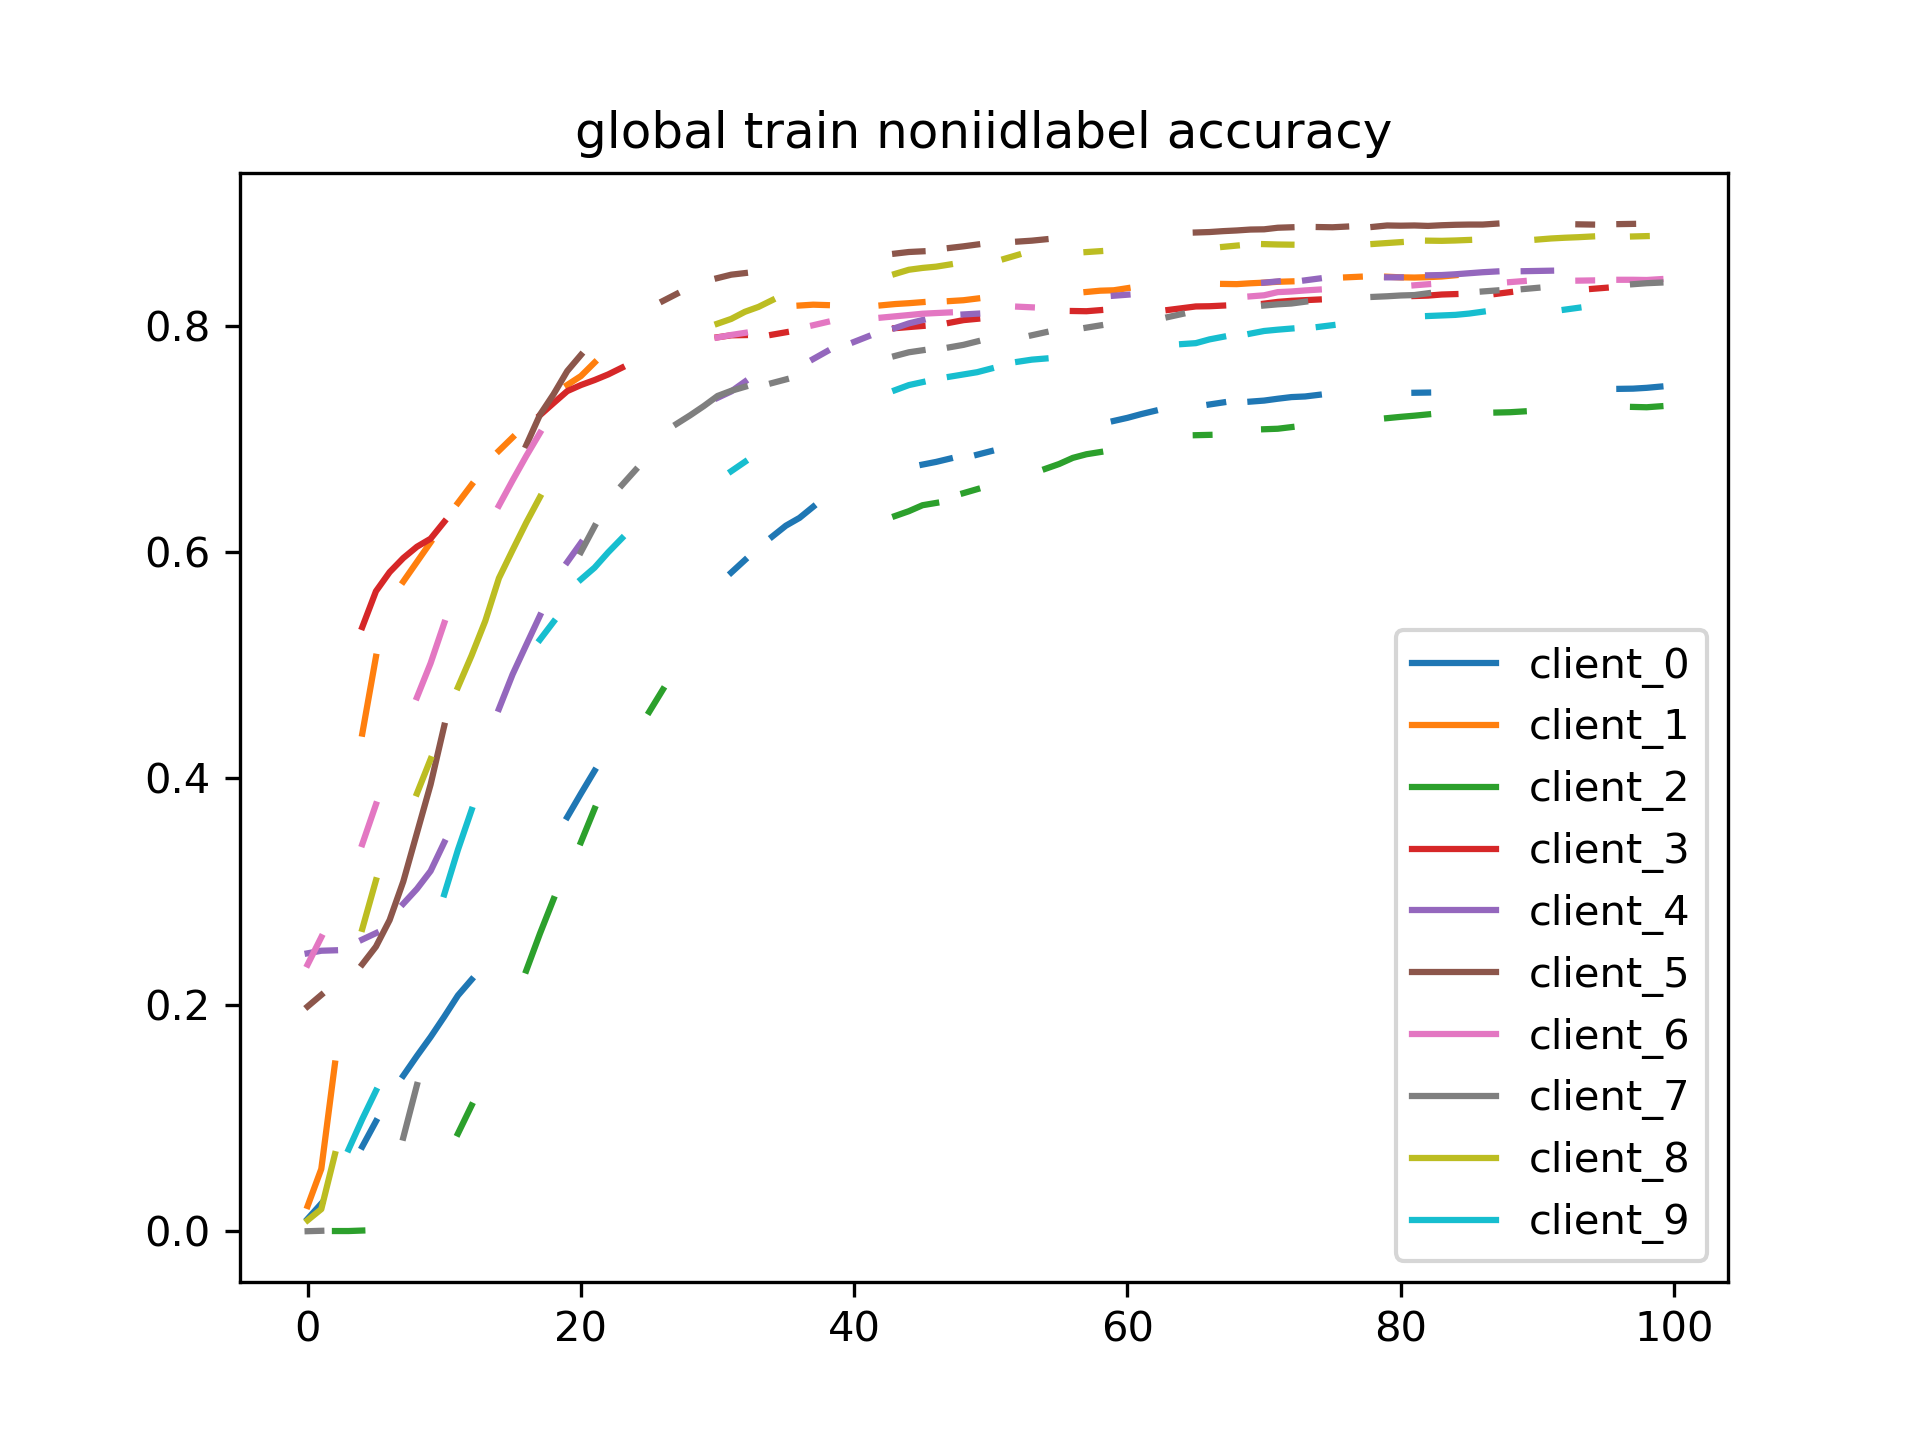 global train noniidlabel accuracy
0.8
0.6
0.4
0.2
0.0
0 20 40 60 80 100
client_0
client_1
client_2
client_3
client_4
client_5
client_6
client_7
client_8
client_9